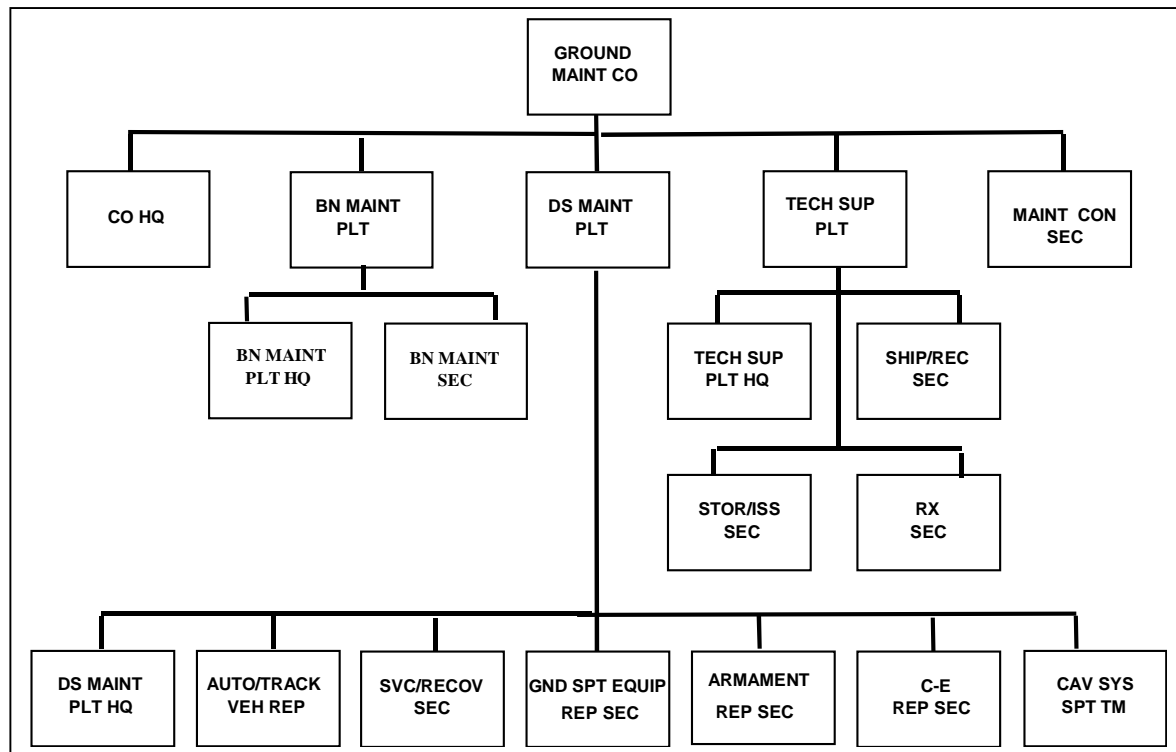 GROUND
MAINT CO
CO HQ
BN MAINT
PLT
DS MAINT
PLT
TECH SUP
PLT
MAINT CON
SEC
BN MAINT
PLT HQ
BN MAINT
SEC
TECH SUP
PLT HQ
SHIP/REC
SEC
STOR/ISS
SEC
RX
SEC
DS MAINT
PLT HQ
AUTO/TRACK
VEH REP
SVC/RECOV
SEC
GND SPT EQUIP
REP SEC
ARMAMENT
REP SEC
C-E
REP SEC
CAV SYS
SPT TM